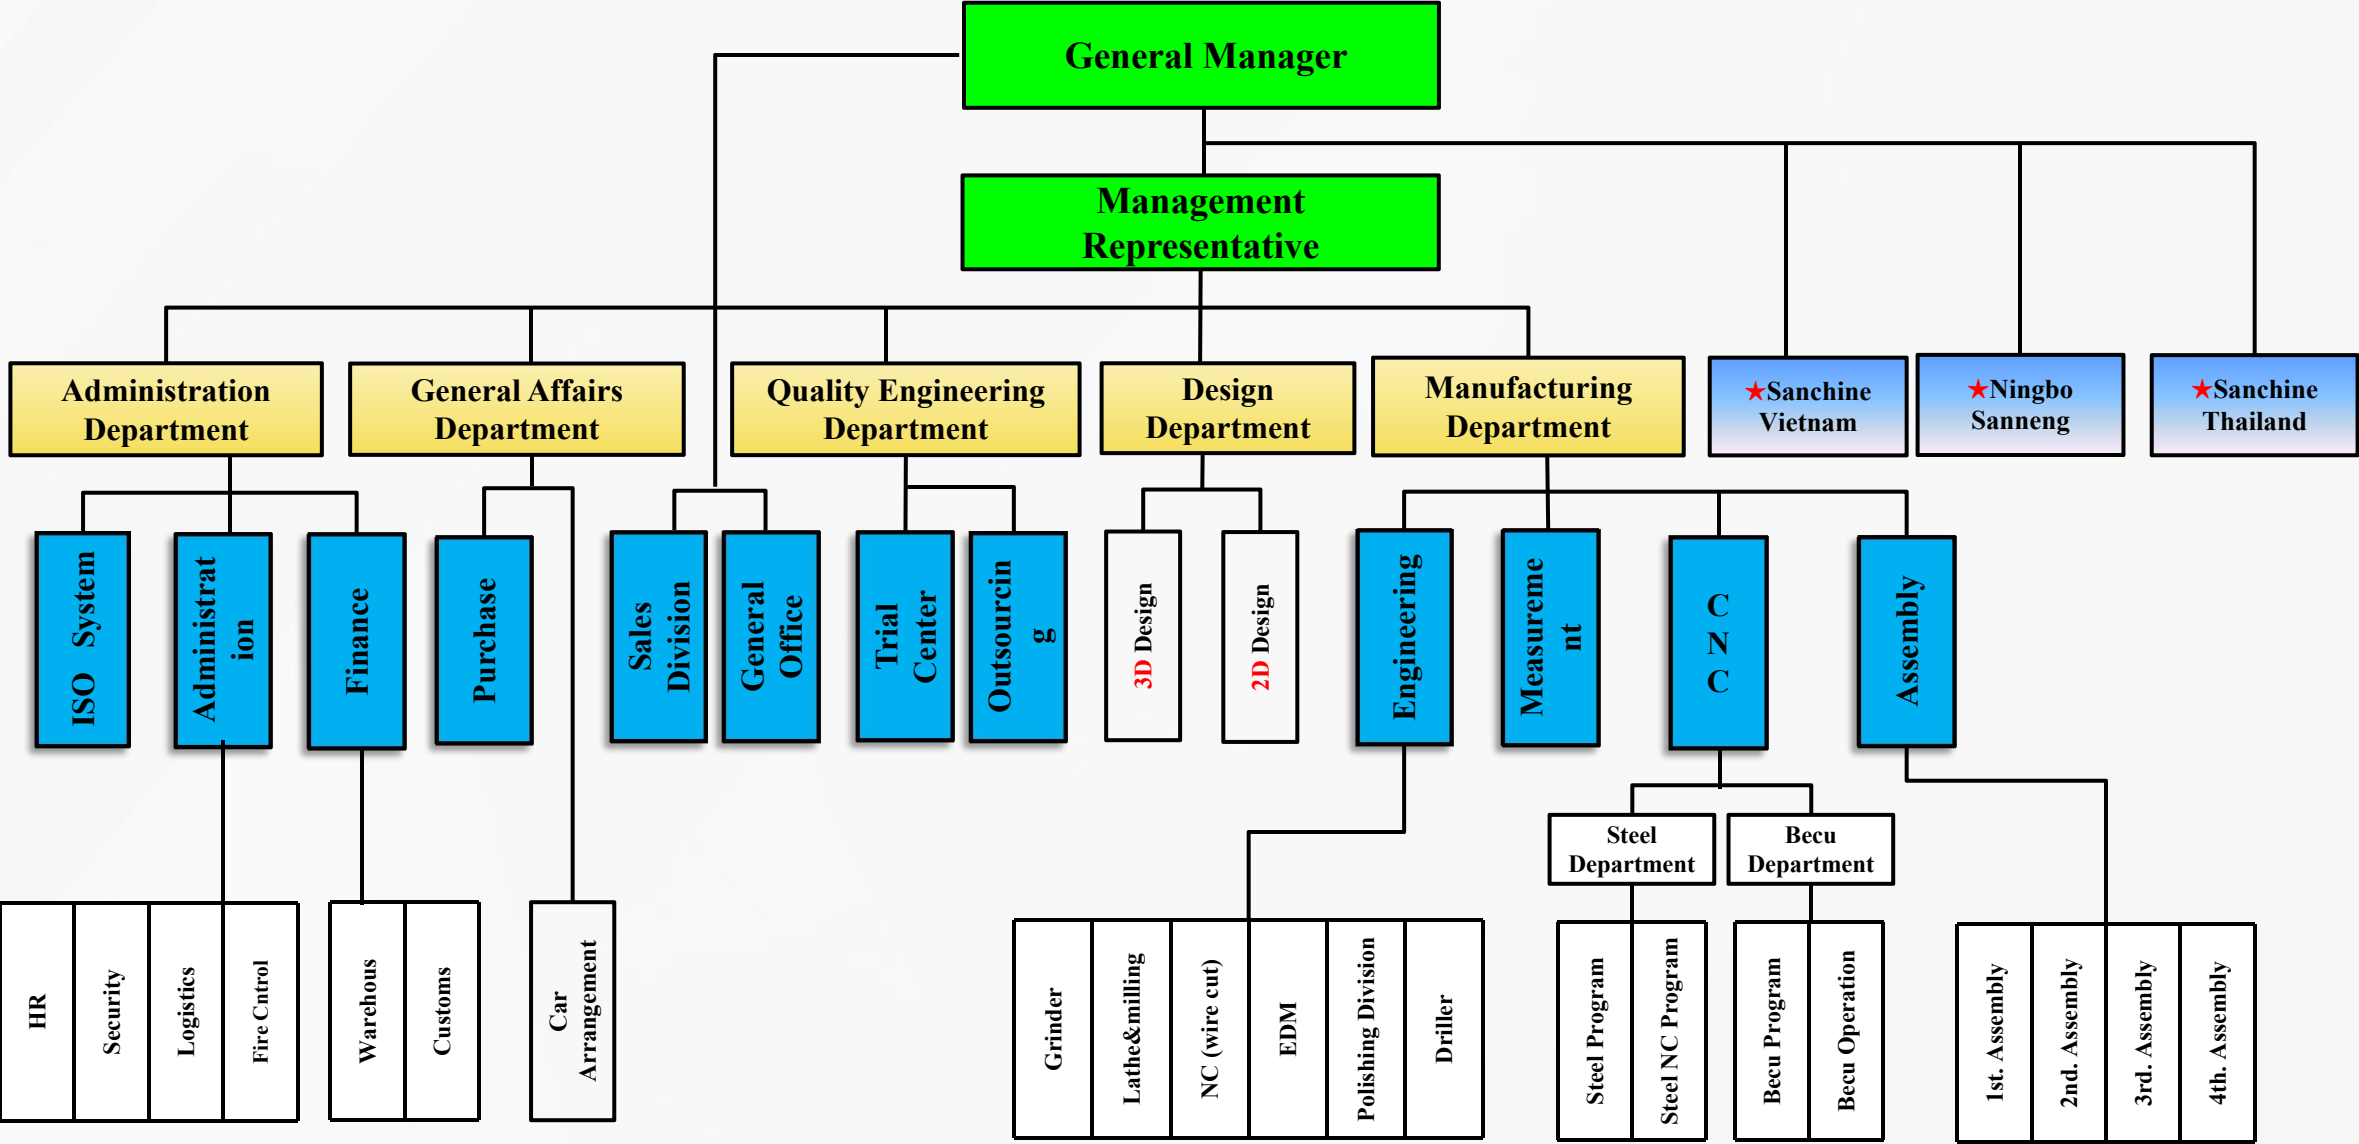 General Manager
Management
Representative
Administration
Department
General Affairs
Department
Quality Engineering
Department
Design
Department
Manufacturing
Department
★Sanchine
Vietnam
★Ningbo
Sanneng
★Sanchine
Thailand
ISO System
Administrat
ion
Finance
Purchase
Sales
Division
General
Office
Trial
Center
Outsourcin
g
3D Design
2D Design
Engineering
Measureme
nt
C
N
C
Assembly
Steel
Department
Becu
Department
HR
Security
Logistics
Fire Cntrol
Warehous
Customs
Car
Arrangement
Grinder
Lathe&milling
NC (wire cut)
EDM
Polishing Division
Driller
Steel Program
Steel NC Program
Becu Program
Becu Operation
1st. Assembly
2nd. Assembly
3rd. Assembly
4th. Assembly